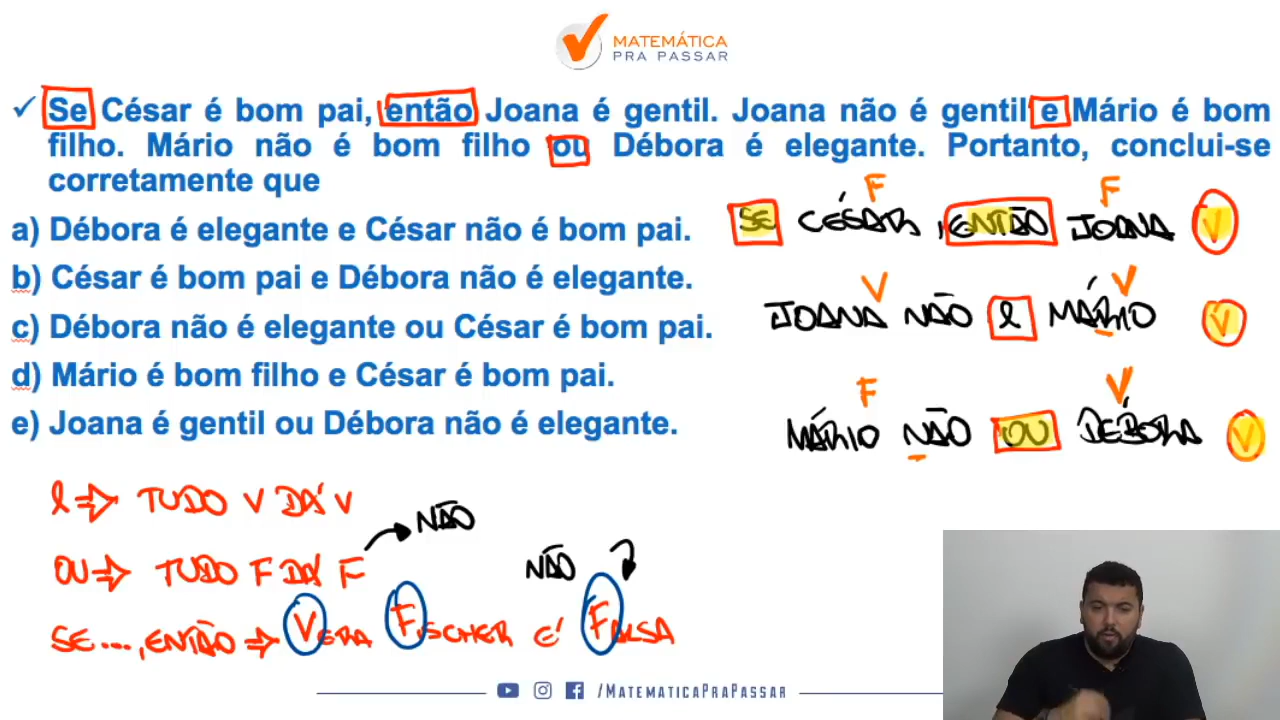 MATEMÁTICA
PRA PASSAR
✓ Se César é bom pai, então Joana é gentil. Joana não é gentil e Mário é bom
filho. Mário não é bom filho ou Débora é elegante. Portanto, conclui-se
corretamente que
a) Débora é elegante e César não é bom pai.
b) César é bom pai e Débora não é elegante.
c) Débora não é elegante ou César é bom pai.
d) Mário é bom filho e César é bom pai.
e) Joana é gentil ou Débora não é elegante.
F F
SE CÉSAR, ENTÃO JOANA V
V V
JOANA NÃO e MÁRIO V
F V
MÁRIO NÃO OU DÉBORA V
e ⇒ TUDO V DÁ V
NÃO
OU ⇒ TUDO F DÁ F
NÃO
SE ..., ENTÃO ⇒ VERA FISCHER É FALSA
/MATEMATICAPRAPASSAR